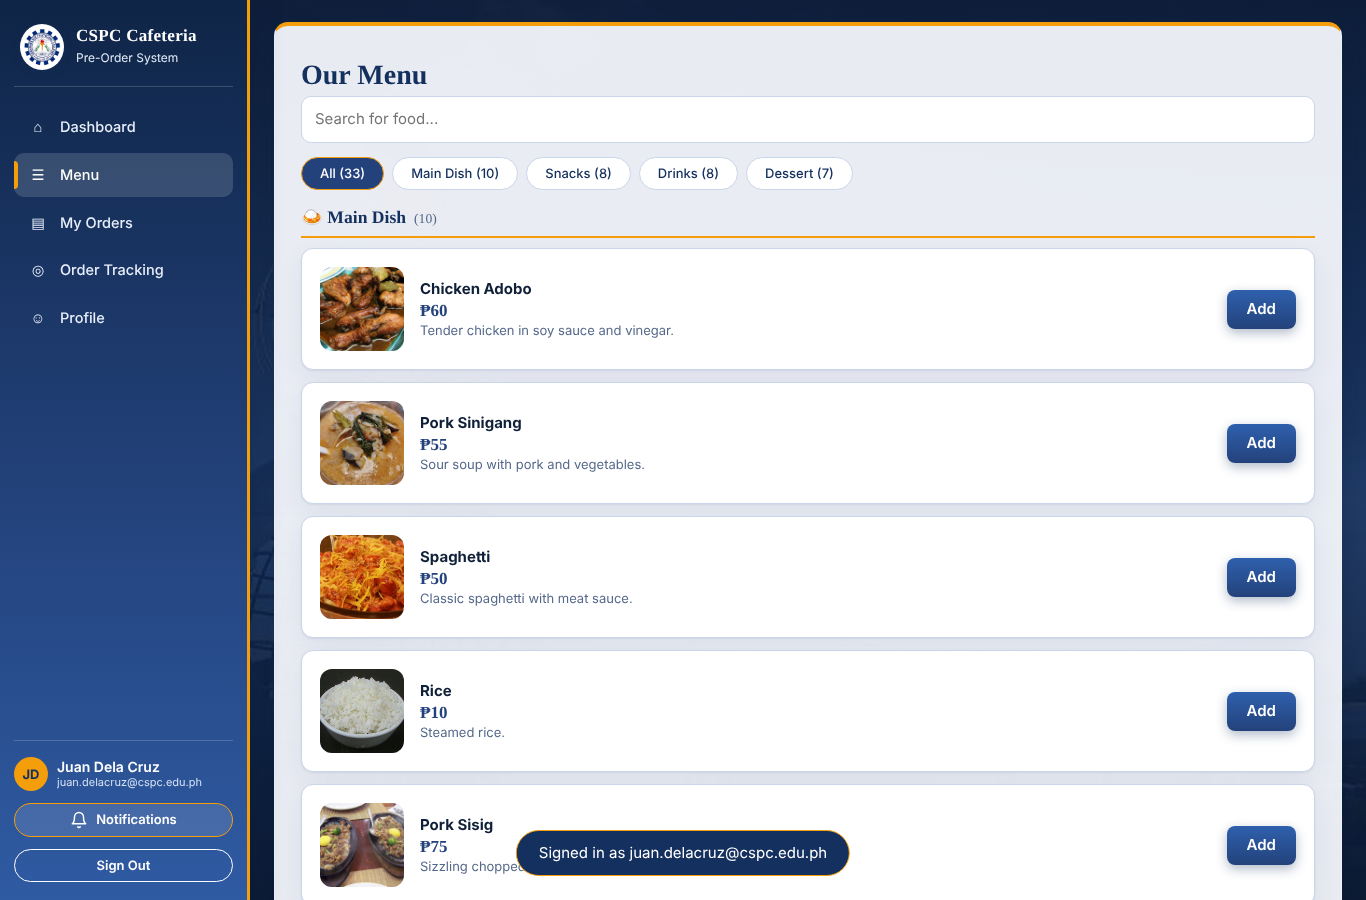 CSPC Cafeteria
Pre-Order System
Dashboard
Menu
My Orders
Order Tracking
Profile
Juan Dela Cruz
juan.delacruz@cspc.edu.ph
Notifications
Sign Out
Our Menu
Search for food...
All (33)
Main Dish (10)
Snacks (8)
Drinks (8)
Dessert (7)
Main Dish (10)
Chicken Adobo
₱60
Tender chicken in soy sauce and vinegar.
Add
Pork Sinigang
₱55
Sour soup with pork and vegetables.
Add
Spaghetti
₱50
Classic spaghetti with meat sauce.
Add
Rice
₱10
Steamed rice.
Add
Pork Sisig
₱75
Sizzling chopped
Add
JD
Signed in as juan.delacruz@cspc.edu.ph